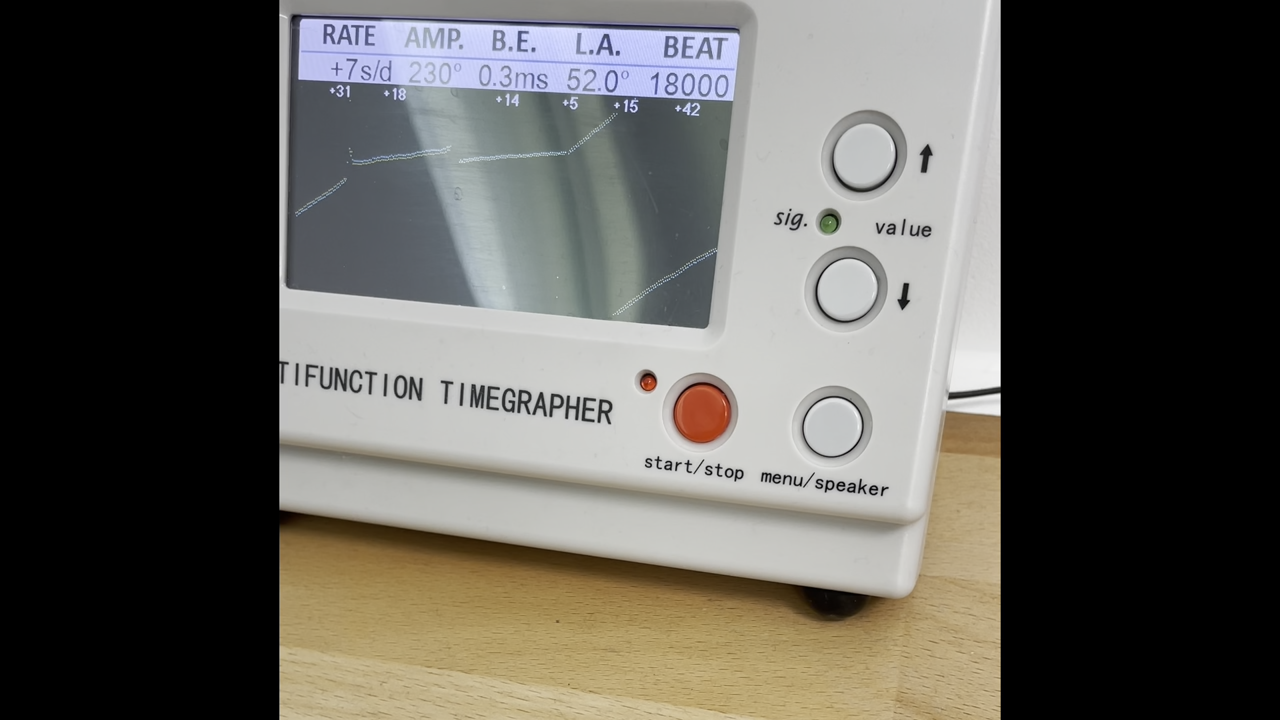 RATE AMP. B.E. L.A. BEAT
+7s/d 230° 0.3ms 52.0° 18000
+31 +18 +14 +5 +15 +42
sig. value
TIFUNCTION TIMEGRAPHER
start/stop menu/speaker